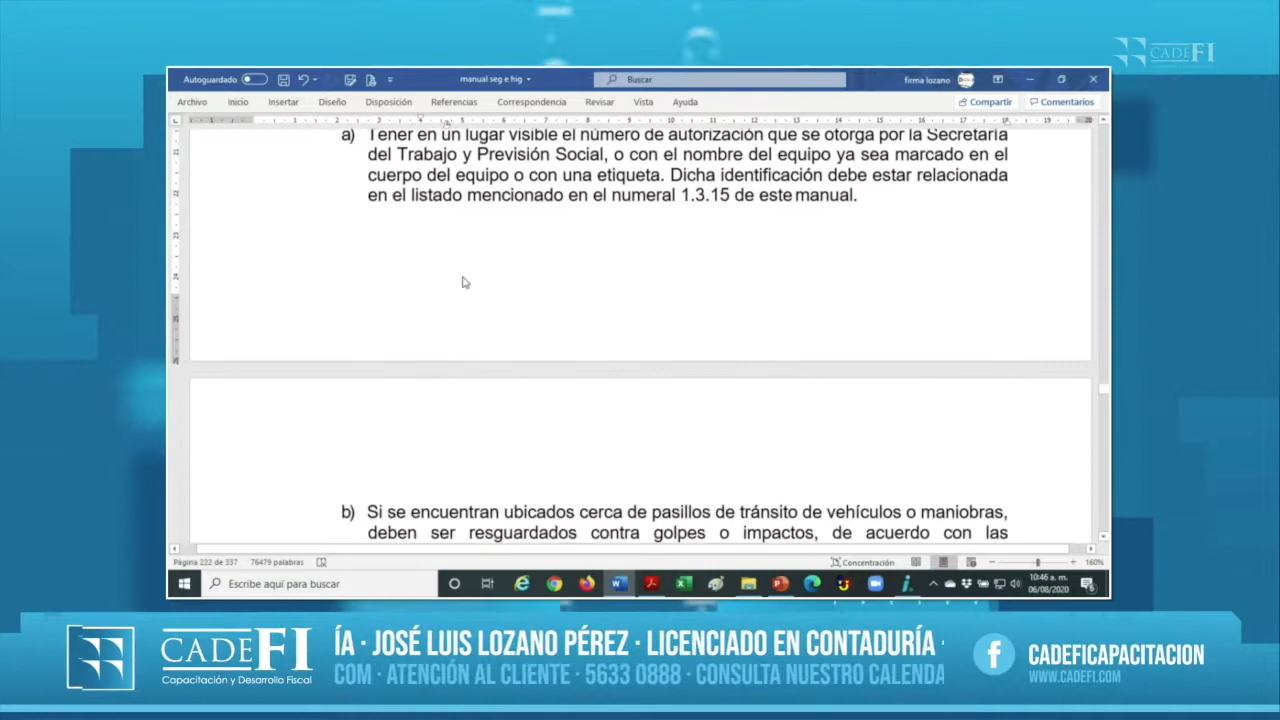 CADEFI
Autoguardado
manual seg e hig
Buscar
firma lozano
Archivo Inicio Insertar Diseño Disposición Referencias Correspondencia Revisar Vista Ayuda Compartir Comentarios
a) Tener en un lugar visible el número de autorización que se otorga por la Secretaría
del Trabajo y Previsión Social, o con el nombre del equipo ya sea marcado en el
cuerpo del equipo o con una etiqueta. Dicha identificación debe estar relacionada
en el listado mencionado en el numeral 1.3.15 de este manual.
b) Si se encuentran ubicados cerca de pasillos de tránsito de vehículos o maniobras,
deben ser resguardados contra golpes o impactos, de acuerdo con las
Página 222 de 337 76479 palabras Concentración 160%
Escribe aquí para buscar
10:46 a. m.
06/08/2020
CADEFI
Capacitación y Desarrollo Fiscal
ÍA · JOSÉ LUIS LOZANO PÉREZ · LICENCIADO EN CONTADURÍA ·
COM · ATENCIÓN AL CLIENTE · 5633 0888 · CONSULTA NUESTRO CALENDA
CADEFICAPACITACION
WWW.CADEFI.COM